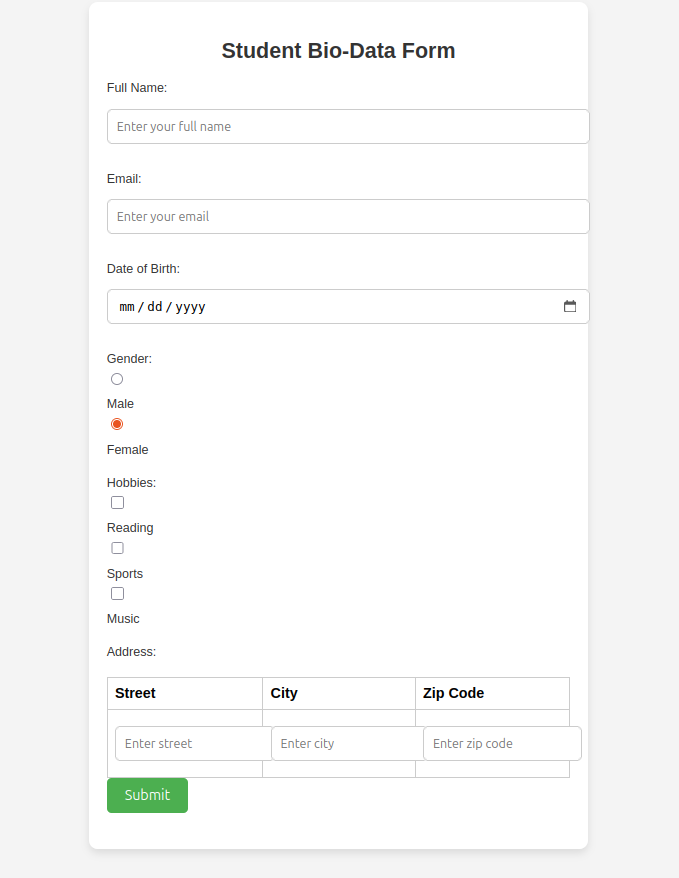 Student Bio-Data Form
Full Name:
Enter your full name
Email:
Enter your email
Date of Birth:
mm/dd/yyyy
Gender:
Male
Female
Hobbies:
Reading
Sports
Music
Address:
Street City Zip Code
Enter street Enter city Enter zip code
Submit